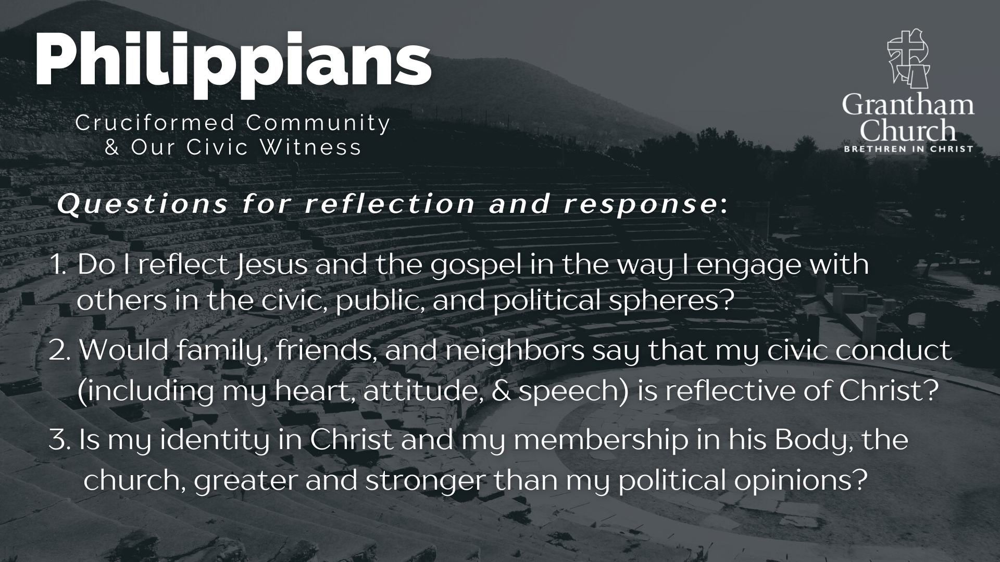 Philippians
Cruciformed Community
& Our Civic Witness
Grantham
Church
BRETHREN IN CHRIST
Questions for reflection and response:
1. Do I reflect Jesus and the gospel in the way I engage with
others in the civic, public, and political spheres?
2. Would family, friends, and neighbors say that my civic conduct
(including my heart, attitude, & speech) is reflective of Christ?
3. Is my identity in Christ and my membership in his Body, the
church, greater and stronger than my political opinions?